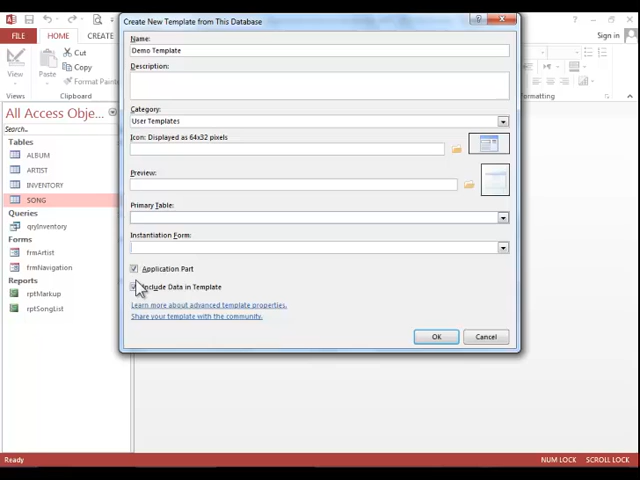 Create New Template from This Database
Sign in
FILE
HOME
CREATE
View
Paste
Cut
Copy
Format Painte
Views
Clipboard
ormatting
All Access Obje...
Search..
Tables
ALBUM
ARTIST
INVENTORY
SONG
Queries
qryInventory
Forms
frmArtist
frmNavigation
Reports
rptMarkup
rptSongList
Name:
Demo Template
Description:
Category:
User Templates
Icon: Displayed as 64x32 pixels
Preview:
Primary Table:
Instantiation Form:
Application Part
Include Data in Template
Learn more about advanced template properties.
Share your template with the community.
OK
Cancel
Ready
NUM LOCK
SCROLL LOCK